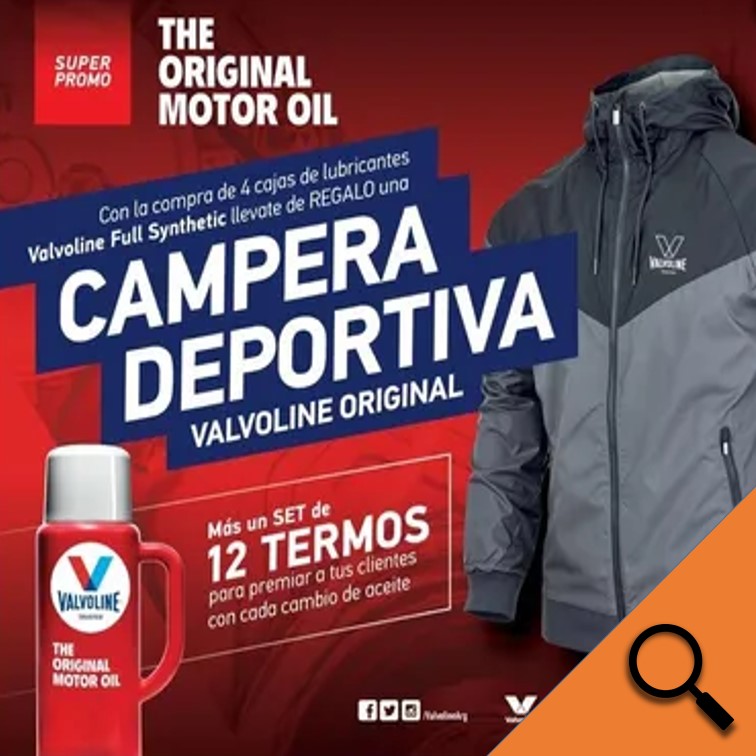 SUPER
PROMO
THE
ORIGINAL
MOTOR OIL
Con la compra de 4 cajas de lubricantes
Valvoline Full Synthetic llevate de REGALO una
CAMPERA
DEPORTIVA
VALVOLINE ORIGINAL
VALVOLINE
Más un SET de
12 TERMOS
para premiar a tus clientes
con cada cambio de aceite
VALVOLINE
THE
ORIGINAL
MOTOR OIL
/ValvolineArg